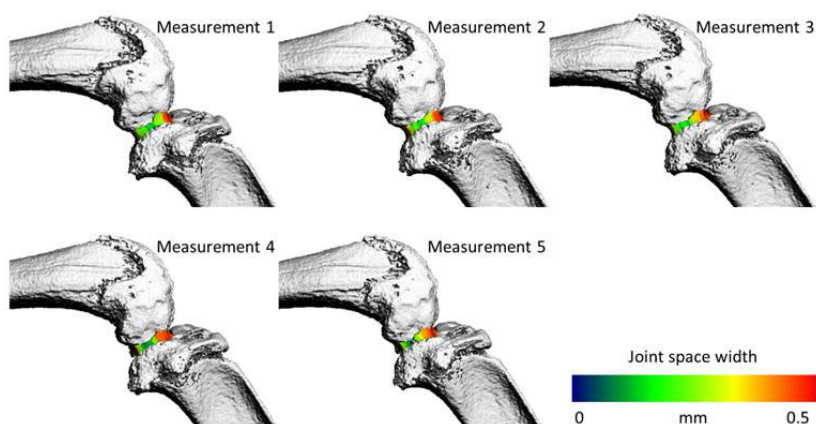 Measurement 1
Measurement 2
Measurement 3
Measurement 4
Measurement 5
Joint space width
0 mm 0.5